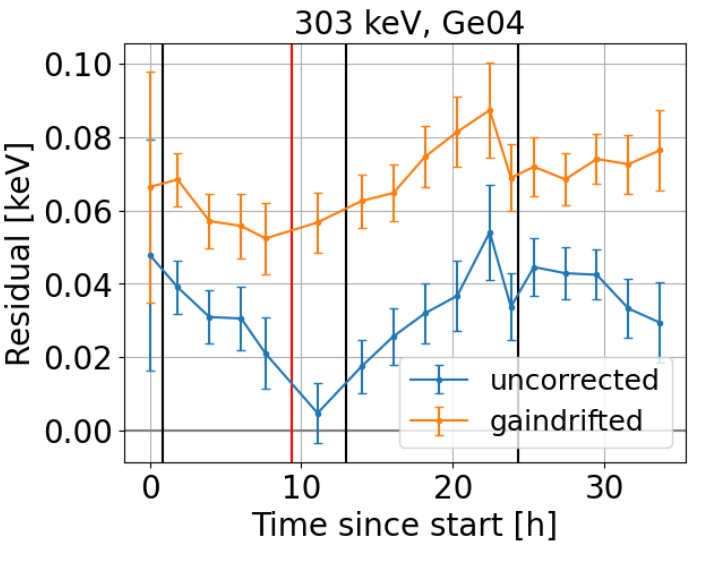 303 keV, Ge04
Residual [keV]
0.10
0.08
0.06
0.04
0.02
0.00
uncorrected
gaindrifted
0 10 20 30
Time since start [h]